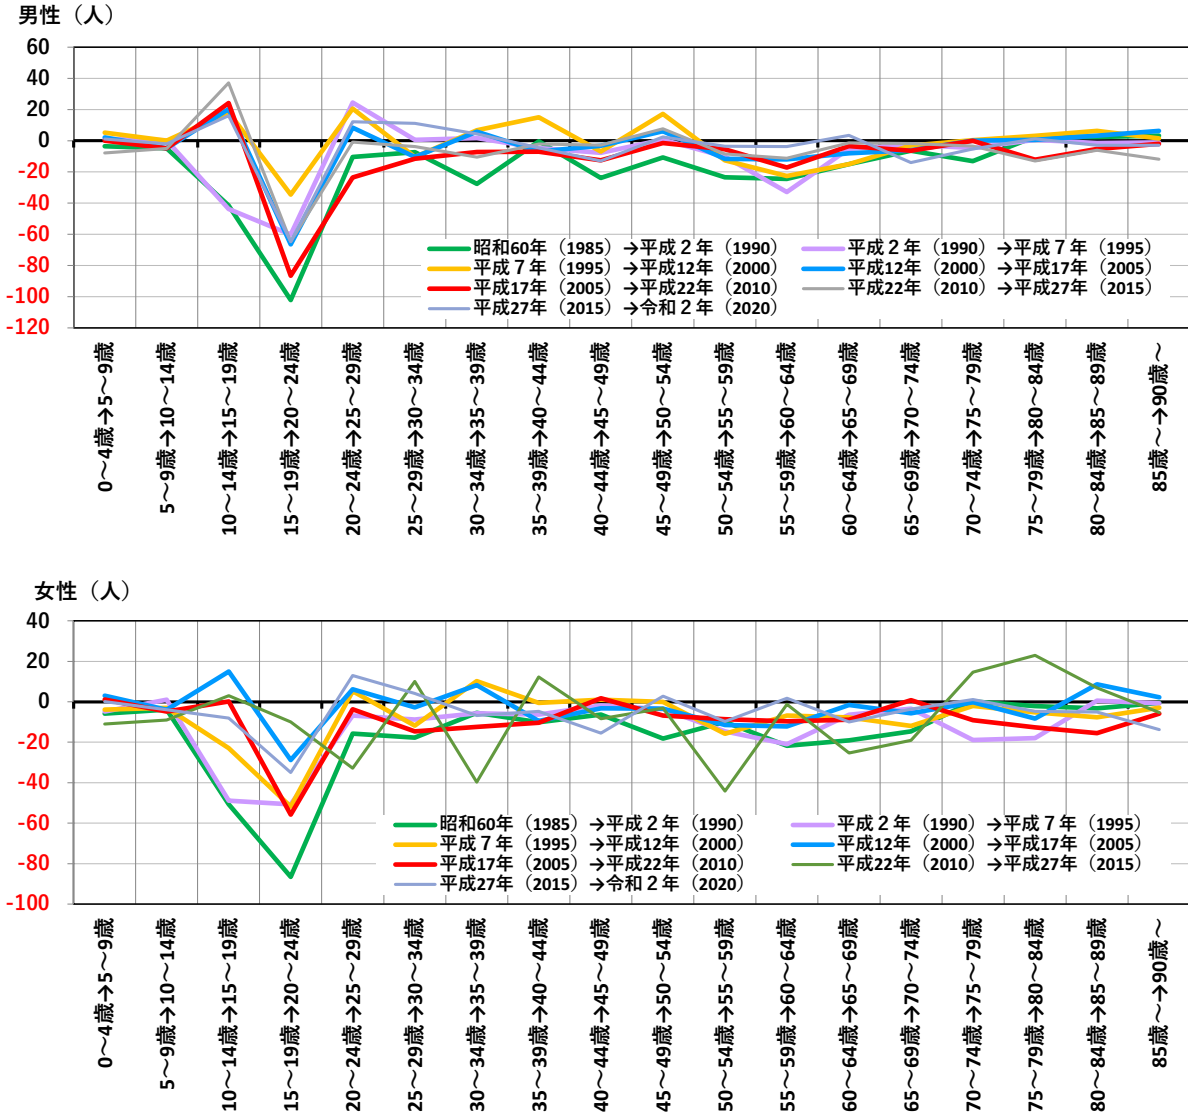 男性（人）
60
40
20
0
-20
-40
-60
-80
-100
-120
昭和60年（1985）→平成２年（1990）
平成２年（1990）→平成７年（1995）
平成７年（1995）→平成12年（2000）
平成12年（2000）→平成17年（2005）
平成17年（2005）→平成22年（2010）
平成22年（2010）→平成27年（2015）
平成27年（2015）→令和２年（2020）
0～4歳→5～9歳
5～9歳→10～14歳
10～14歳→15～19歳
15～19歳→20～24歳
20～24歳→25～29歳
25～29歳→30～34歳
30～34歳→35～39歳
35～39歳→40～44歳
40～44歳→45～49歳
45～49歳→50～54歳
50～54歳→55～59歳
55～59歳→60～64歳
60～64歳→65～69歳
65～69歳→70～74歳
70～74歳→75～79歳
75～79歳→80～84歳
80～84歳→85～89歳
85歳～→90歳～
女性（人）
40
20
0
-20
-40
-60
-80
-100
昭和60年（1985）→平成２年（1990）
平成２年（1990）→平成７年（1995）
平成７年（1995）→平成12年（2000）
平成12年（2000）→平成17年（2005）
平成17年（2005）→平成22年（2010）
平成22年（2010）→平成27年（2015）
平成27年（2015）→令和２年（2020）
0～4歳→5～9歳
5～9歳→10～14歳
10～14歳→15～19歳
15～19歳→20～24歳
20～24歳→25～29歳
25～29歳→30～34歳
30～34歳→35～39歳
35～39歳→40～44歳
40～44歳→45～49歳
45～49歳→50～54歳
50～54歳→55～59歳
55～59歳→60～64歳
60～64歳→65～69歳
65～69歳→70～74歳
70～74歳→75～79歳
75～79歳→80～84歳
80～84歳→85～89歳
85歳～→90歳～